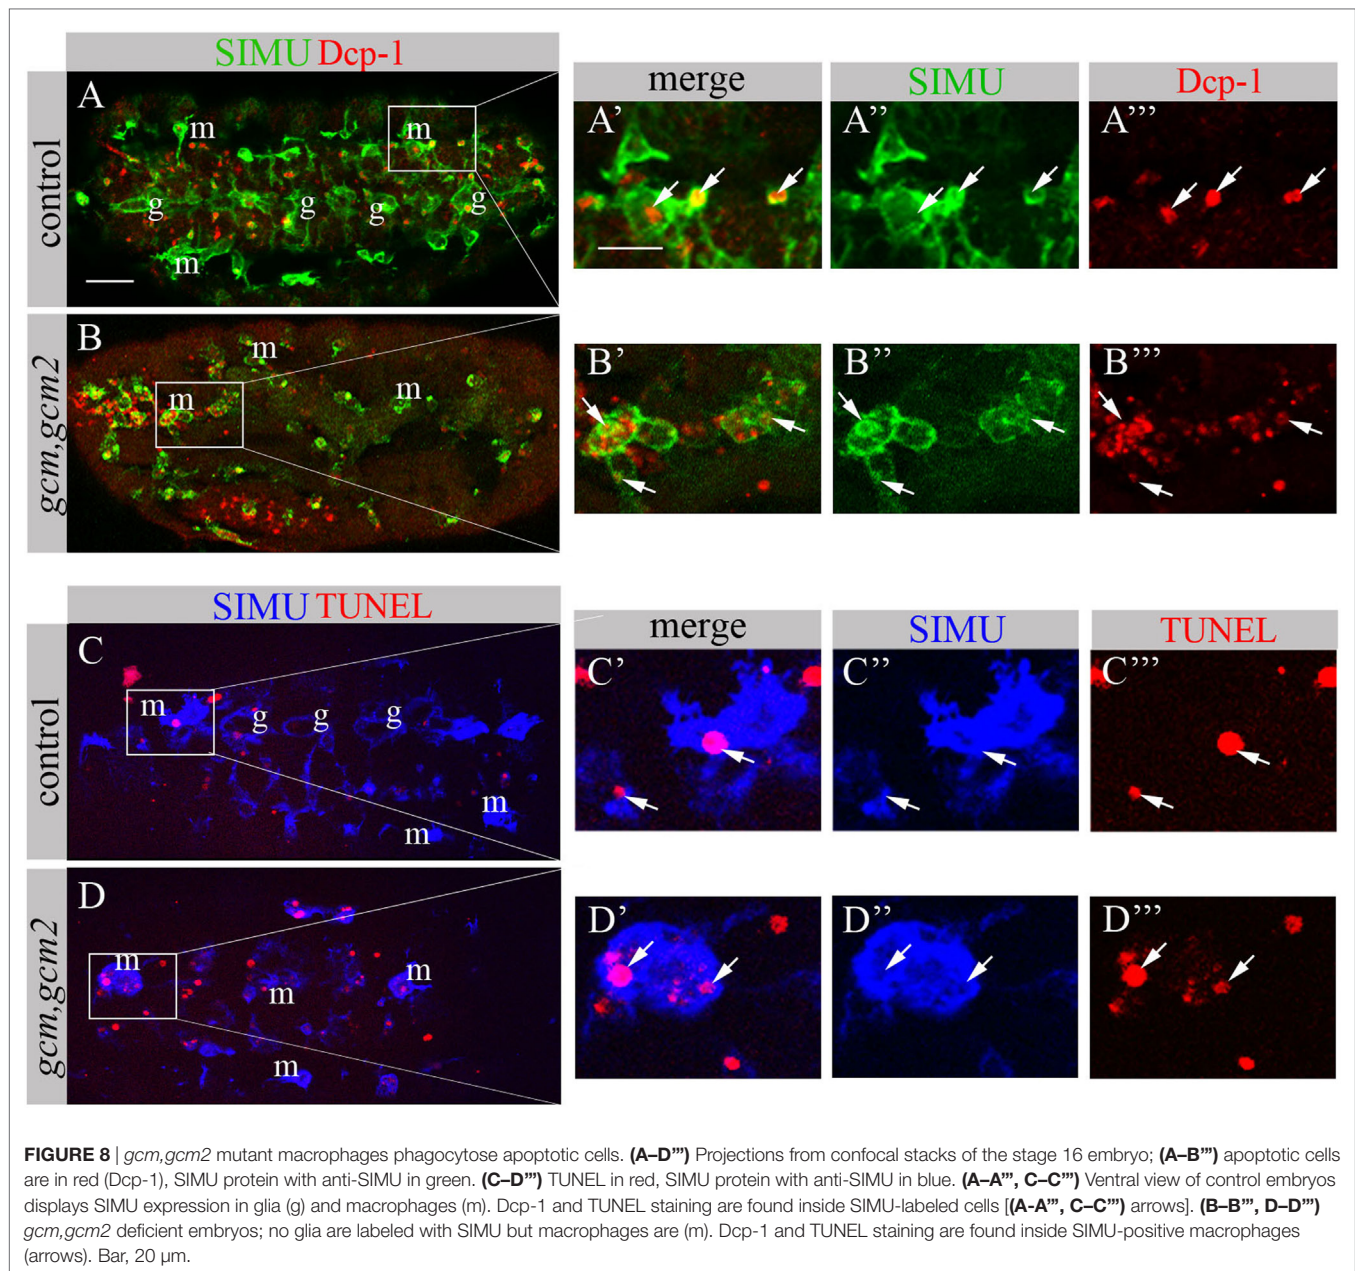 SIMU Dcp-1
merge
SIMU
Dcp-1
control
A
m
m
g
g
g
g
m
A’
A’’
A’’’
gcm,gcm2
B
m
m
m
B’
B’’
B’’’
SIMU TUNEL
merge
SIMU
TUNEL
control
C
m
g
g
g
m
m
C’
C’’
C’’’
gcm,gcm2
D
m
m
m
m
D’
D’’
D’’’
FIGURE 8 | gcm,gcm2 mutant macrophages phagocytose apoptotic cells. (A–D’’’) Projections from confocal stacks of the stage 16 embryo; (A–B’’’) apoptotic cells
are in red (Dcp-1), SIMU protein with anti-SIMU in green. (C–D’’’) TUNEL in red, SIMU protein with anti-SIMU in blue. (A–A’’’, C–C’’’) Ventral view of control embryos
displays SIMU expression in glia (g) and macrophages (m). Dcp-1 and TUNEL staining are found inside SIMU-labeled cells [(A-A’’’, C–C’’’) arrows]. (B–B’’’, D–D’’’)
gcm,gcm2 deficient embryos; no glia are labeled with SIMU but macrophages are (m). Dcp-1 and TUNEL staining are found inside SIMU-positive macrophages
(arrows). Bar, 20 µm.